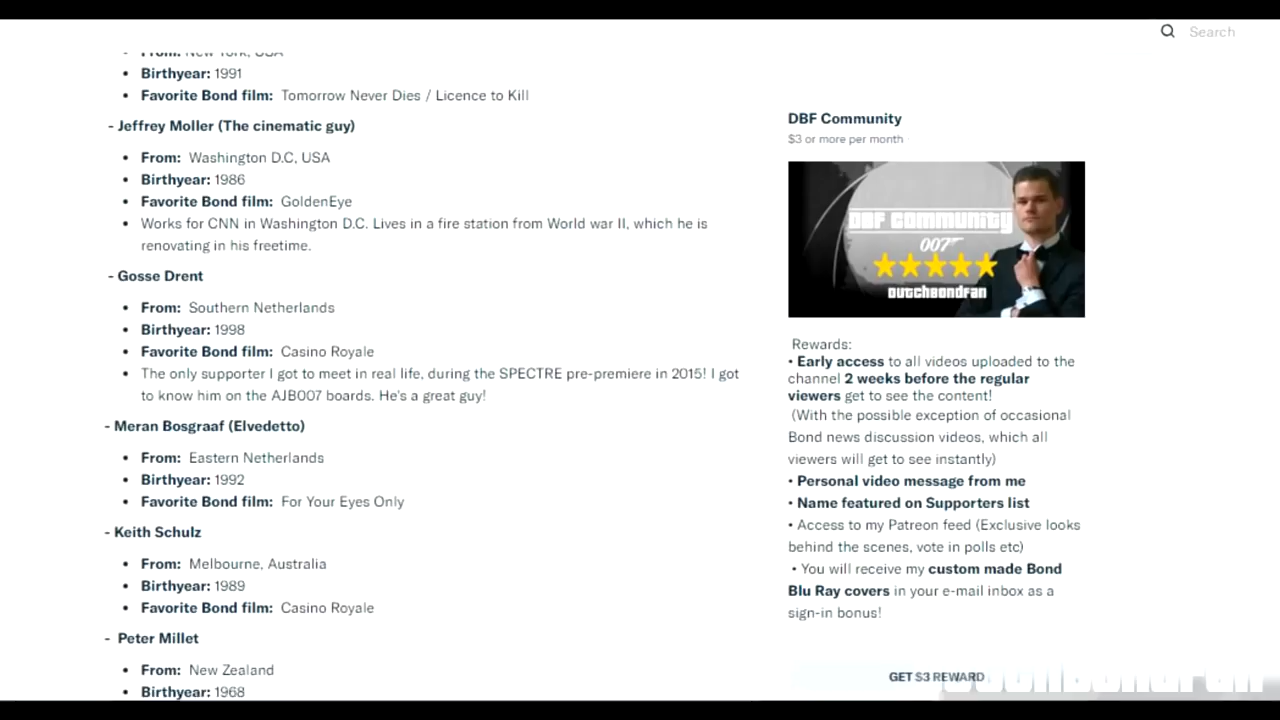 Search
From: New York, USA
• Birthyear: 1991
• Favorite Bond film: Tomorrow Never Dies / Licence to Kill
- Jeffrey Moller (The cinematic guy)
• From: Washington D.C, USA
• Birthyear: 1986
• Favorite Bond film: GoldenEye
• Works for CNN in Washington D.C. Lives in a fire station from World war II, which he is
renovating in his freetime.
- Gosse Drent
• From: Southern Netherlands
• Birthyear: 1998
• Favorite Bond film: Casino Royale
• The only supporter I got to meet in real life, during the SPECTRE pre-premiere in 2015! I got
to know him on the AJB007 boards. He's a great guy!
- Meran Bosgraaf (Elvedetto)
• From: Eastern Netherlands
• Birthyear: 1992
• Favorite Bond film: For Your Eyes Only
- Keith Schulz
• From: Melbourne, Australia
• Birthyear: 1989
• Favorite Bond film: Casino Royale
- Peter Millet
• From: New Zealand
• Birthyear: 1968
DBF Community
$3 or more per month
DBF COMMUNITY
007
DUTCHBONDFAN
Rewards:
• Early access to all videos uploaded to the
channel 2 weeks before the regular
viewers get to see the content!
(With the possible exception of occasional
Bond news discussion videos, which all
viewers will get to see instantly)
• Personal video message from me
• Name featured on Supporters list
• Access to my Patreon feed (Exclusive looks
behind the scenes, vote in polls etc)
• You will receive my custom made Bond
Blu Ray covers in your e-mail inbox as a
sign-in bonus!
GET $3 REWARD